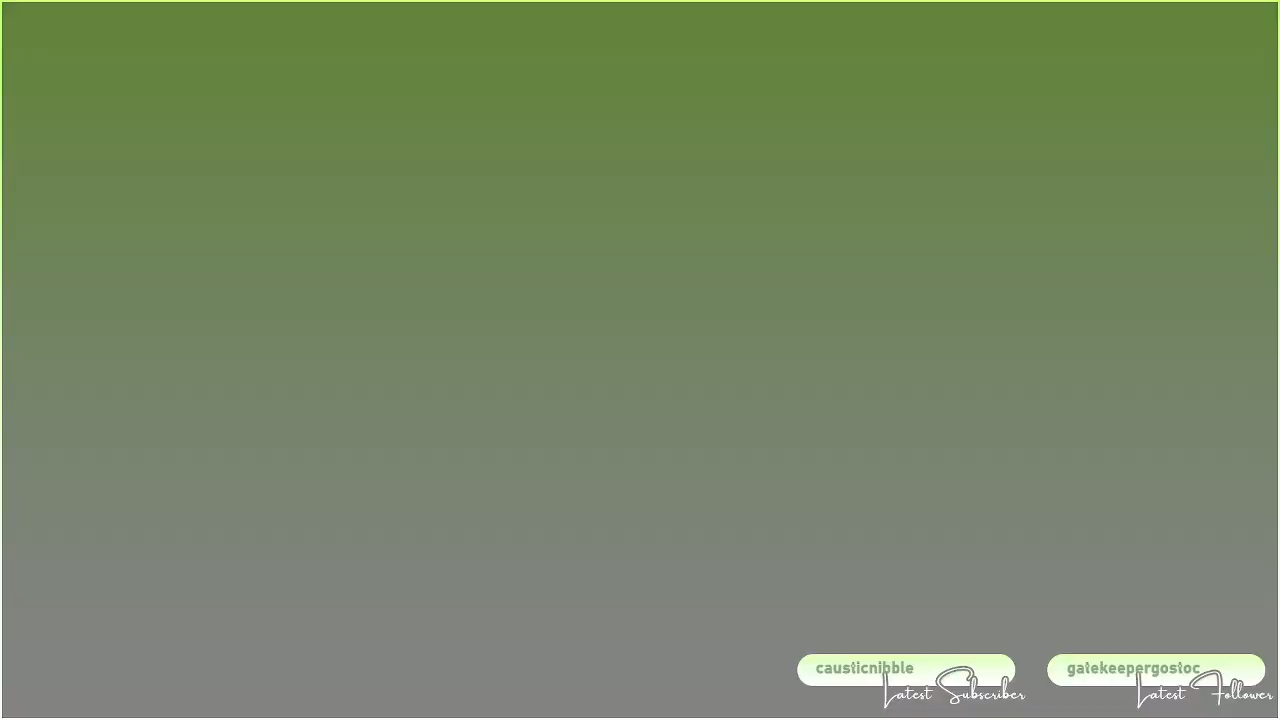 causticnibble
Latest Subscriber
gatekeepergostoc
Latest Follower